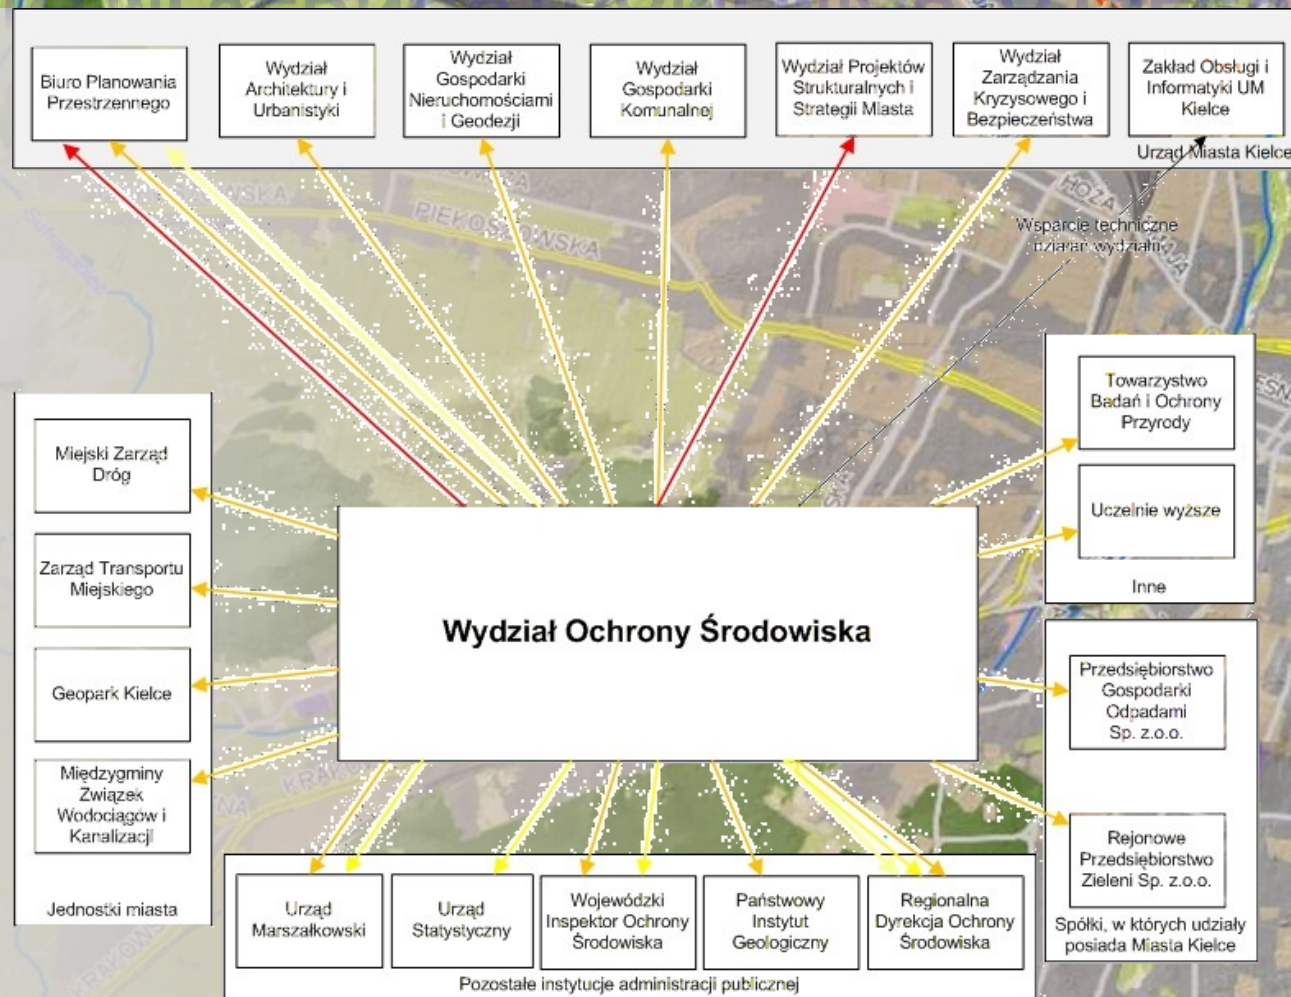 Biuro Planowania
Przestrzennego
Wydział
Architektury i
Urbanistyki
Wydział
Gospodarki
Nieruchomościami
i Geodezji
Wydział
Gospodarki
Komunalnej
Wydział Projektów
Strukturalnych i
Strategii Miasta
Wydział
Zarządzania
Kryzysowego i
Bezpieczeństwa
Zakład Obsługi i
Informatyki UM
Kielce
Urząd Miasta Kielce
PIEKOSZOWSKA
HOŻA
Wsparcie techniczne
działań wydziału
Miejski Zarząd
Dróg
Zarząd Transportu
Miejskiego
Geopark Kielce
Międzygminy
Związek
Wodociągów i
Kanalizacji
Jednostki miasta
Wydział Ochrony Środowiska
Towarzystwo
Badań i Ochrony
Przyrody
Uczelnie wyższe
Inne
Przedsiębiorstwo
Gospodarki
Odpadami
Sp. z.o.o.
Rejonowe
Przedsiębiorstwo
Zieleni Sp. z.o.o.
Spółki, w których udziały
posiada Miasta Kielce
Urząd
Marszałkowski
Urząd
Statystyczny
Wojewódzki
Inspektor Ochrony
Środowiska
Państwowy
Instytut
Geologiczny
Regionalna
Dyrekcja Ochrony
Środowiska
Pozostałe instytucje administracji publicznej